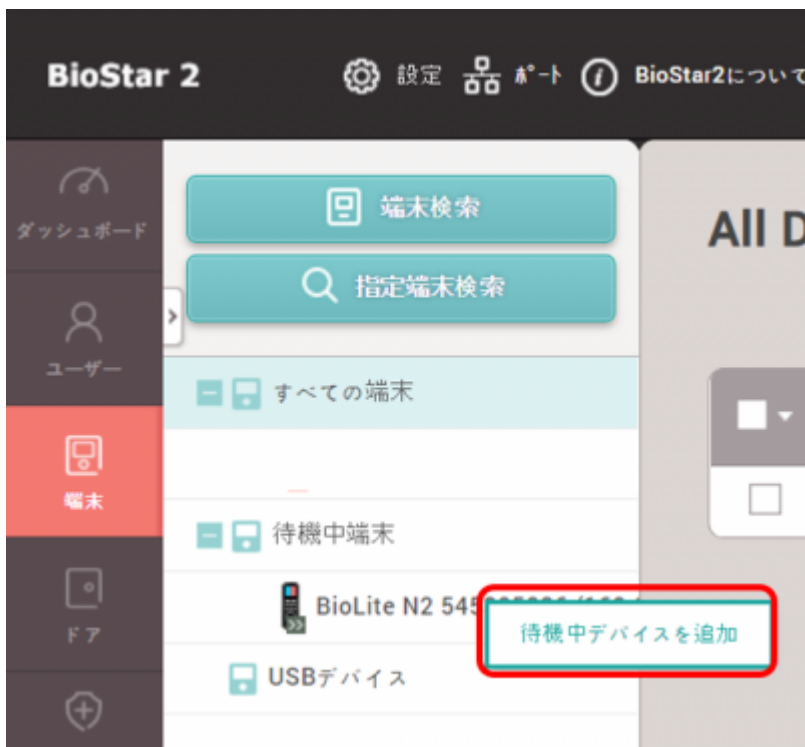 BioStar 2
設定
ポート
BioStar2について
ダッシュボード
ユーザー
端末
ドア
端末検索
指定端末検索
すべての端末
待機中端末
BioLite N2
待機中デバイスを追加
USBデバイス
All D